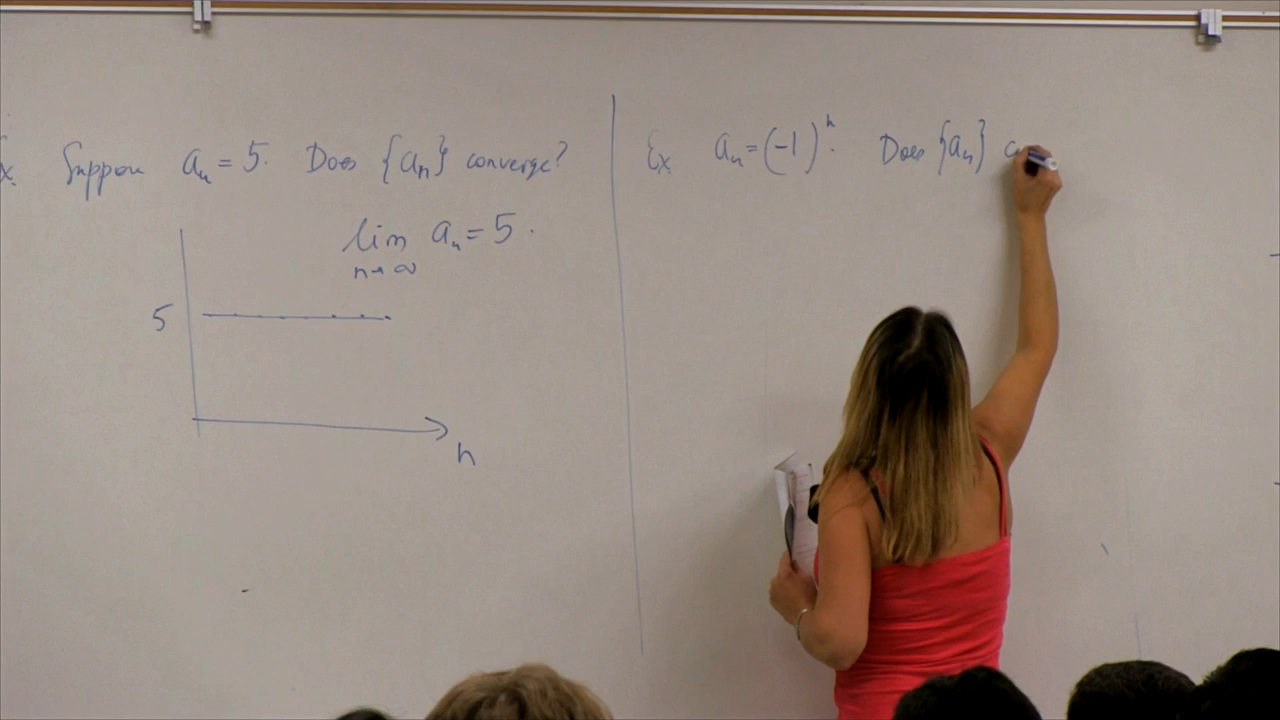 Ex. Suppose aₙ = 5. Does {aₙ} converge?
lim aₙ = 5.
n→∞
5
n
Ex aₙ = (-1)ⁿ. Does {aₙ} c